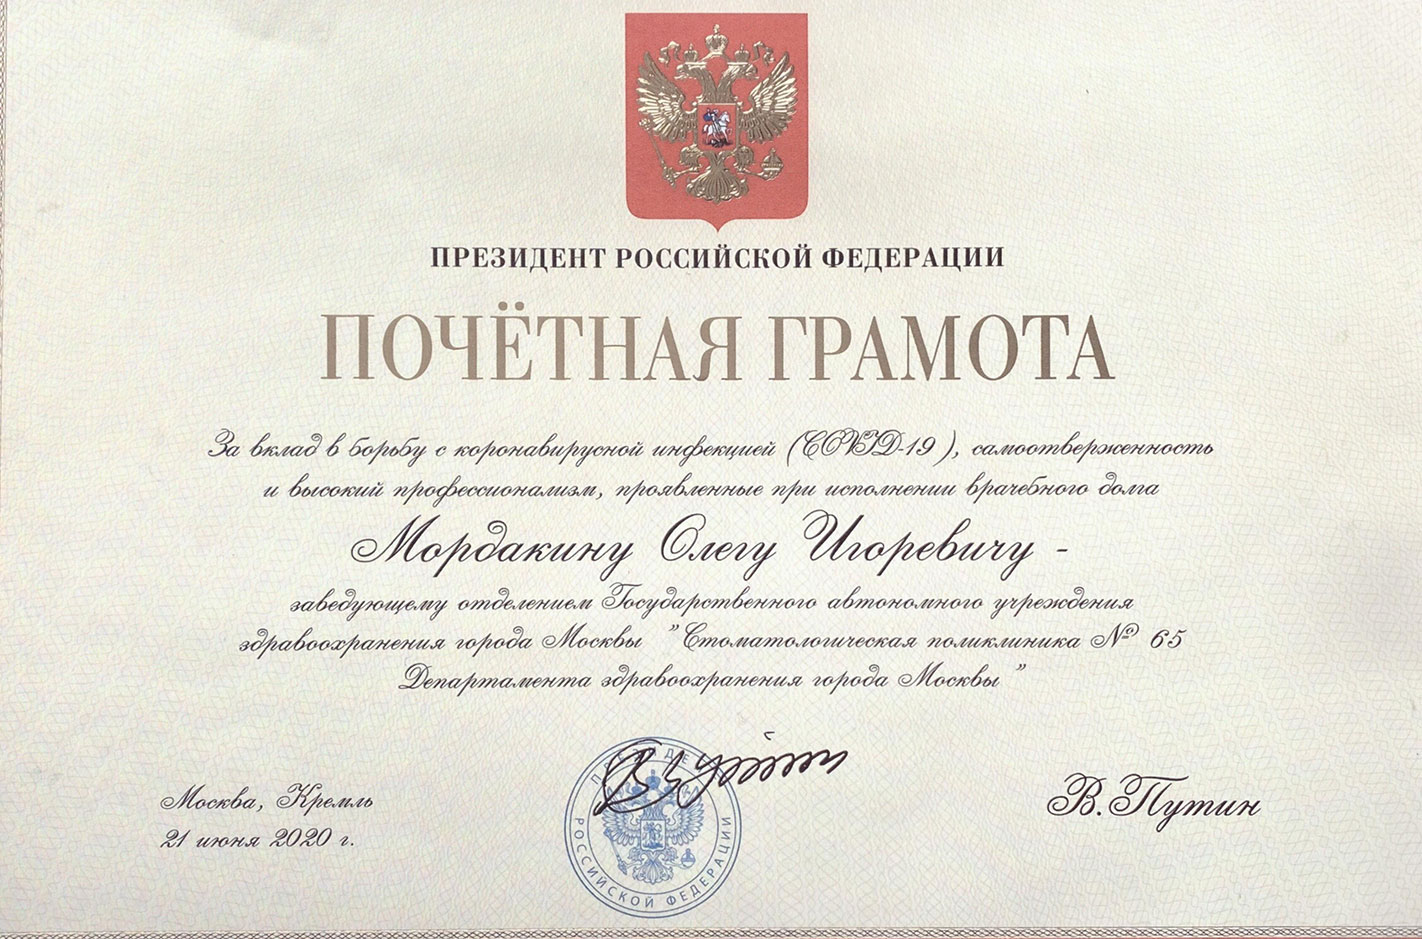 ПРЕЗИДЕНТ РОССИЙСКОЙ ФЕДЕРАЦИИ
ПОЧЁТНАЯ ГРАМОТА
За вклад в борьбу с коронавирусной инфекцией (COVID-19), самоотверженность
и высокий профессионализм, проявленные при исполнении врачебного долга
Мордакину Олегу Игоревичу -
заведующему отделением Государственного автономного учреждения
здравоохранения города Москвы "Стоматологическая поликлиника № 65
Департамента здравоохранения города Москвы"
Москва, Кремль
21 июня 2020 г.
РОССИЙСКОЙ ФЕДЕРАЦИИ
В. Путин